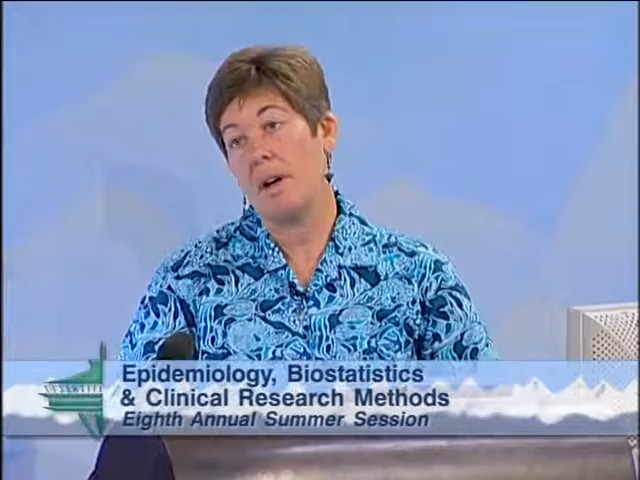 Epidemiology, Biostatistics
& Clinical Research Methods
Eighth Annual Summer Session